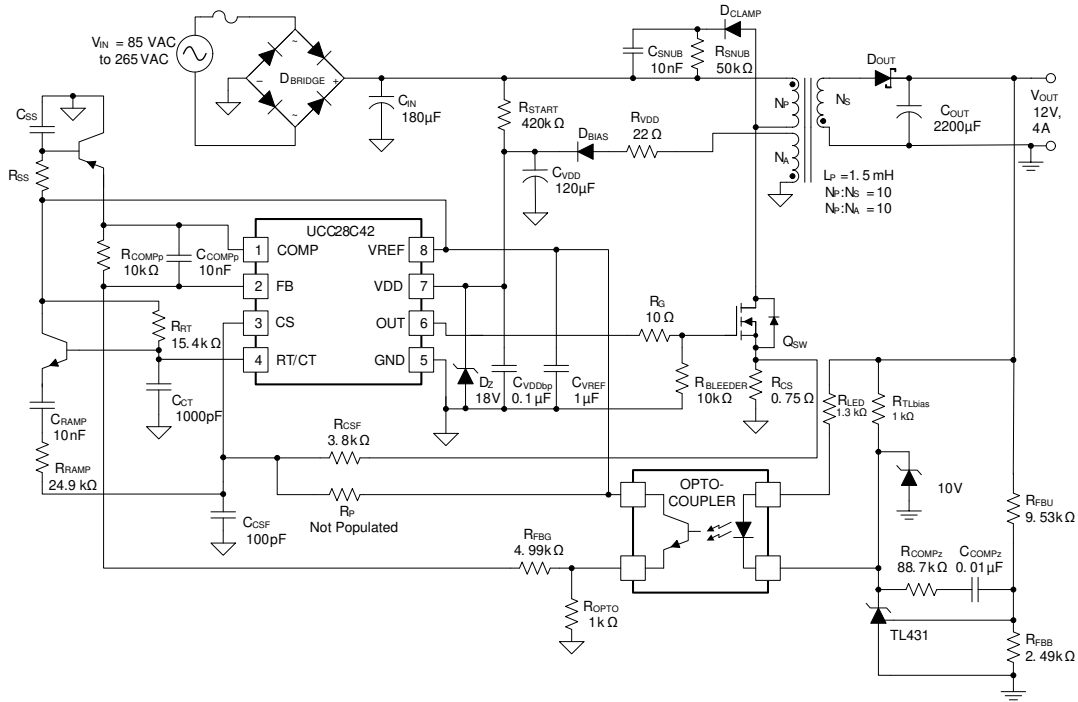 DCLAMP
VIN = 85 VAC
to 265 VAC
~
DBRIDGE
−
+
~
CIN
180µF
CSNUB
10nF
RSNUB
50kΩ
DOUT
NP
NS
NA
COUT
2200µF
VOUT
12V,
4A
LP = 1.5 mH
NP:NS = 10
NP:NA = 10
RSTART
420kΩ
DBIAS
RVDD
22 Ω
CVDD
120µF
CSS
RSS
UCC28C42
1
COMP
VREF
8
2
FB
VDD
7
3
CS
OUT
6
4
RT/CT
GND
5
RCOMPp
10kΩ
CCOMPp
10nF
RRT
15.4kΩ
CCT
1000pF
CRAMP
10nF
RRAMP
24.9 kΩ
DZ
18V
CVDDbp
0.1 µF
CVREF
1µF
RG
10 Ω
QSW
RBLEEDER
10kΩ
RCS
0.75 Ω
RLED
1.3 kΩ
RTLbias
1 kΩ
10V
RCSF
3.8kΩ
RP
Not Populated
CCSF
100pF
OPTO-
COUPLER
RFBG
4.99kΩ
ROPTO
1kΩ
RFBU
9.53kΩ
RCOMPz
88.7kΩ
CCOMPz
0.01µF
TL431
RFBB
2.49kΩ